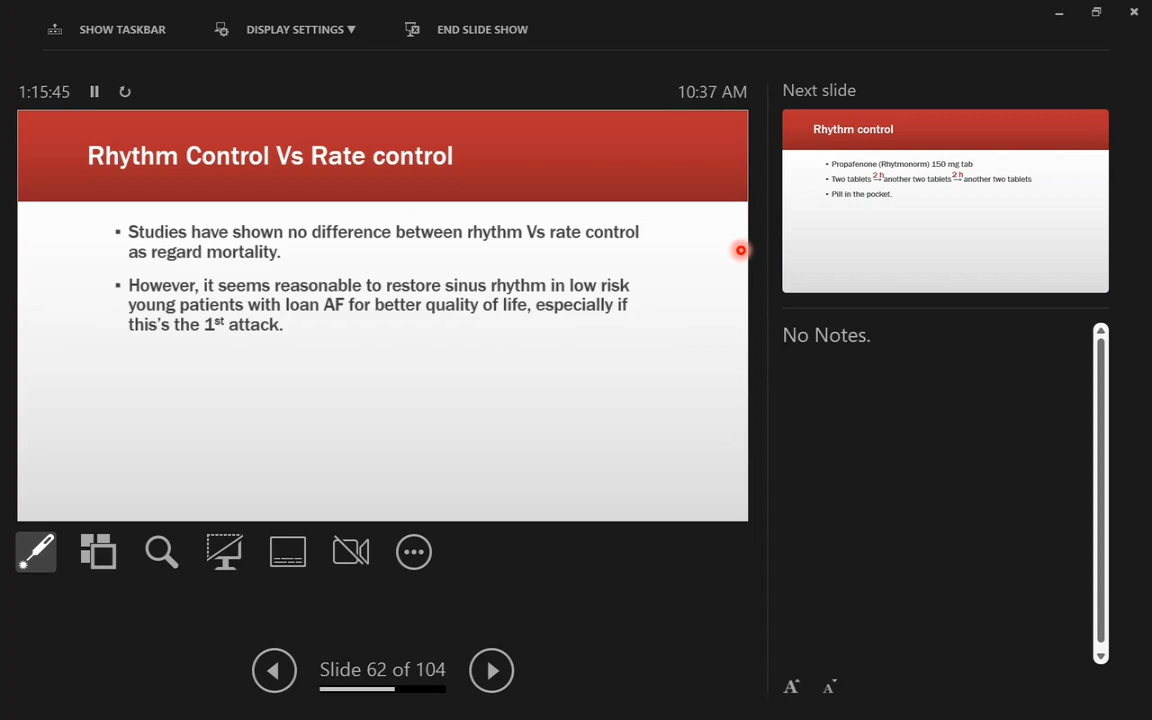 SHOW TASKBAR
DISPLAY SETTINGS ▼
END SLIDE SHOW
1:15:45
10:37 AM
Rhythm Control Vs Rate control
▪ Studies have shown no difference between rhythm Vs rate control
as regard mortality.
▪ However, it seems reasonable to restore sinus rhythm in low risk
young patients with loan AF for better quality of life, especially if
this's the 1st attack.
Slide 62 of 104
Next slide
Rhythm control
▪ Propafenone (Rhytmonorm) 150 mg tab
▪ Two tablets 2 h → another two tablets 2 h → another two tablets
▪ Pill in the pocket.
No Notes.
A A